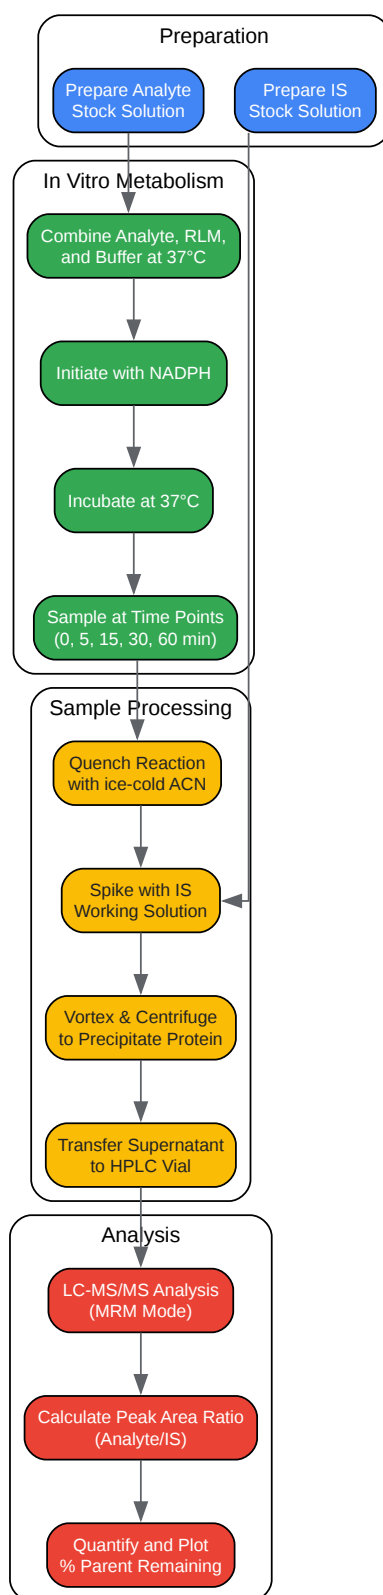 Preparation
Prepare Analyte
Stock Solution
Prepare IS
Stock Solution
In Vitro Metabolism
Combine Analyte, RLM,
and Buffer at 37°C
Initiate with NADPH
Incubate at 37°C
Sample at Time Points
(0, 5, 15, 30, 60 min)
Sample Processing
Quench Reaction
with ice-cold ACN
Spike with IS
Working Solution
Vortex & Centrifuge
to Precipitate Protein
Transfer Supernatant
to HPLC Vial
Analysis
LC-MS/MS Analysis
(MRM Mode)
Calculate Peak Area Ratio
(Analyte/IS)
Quantify and Plot
% Parent Remaining